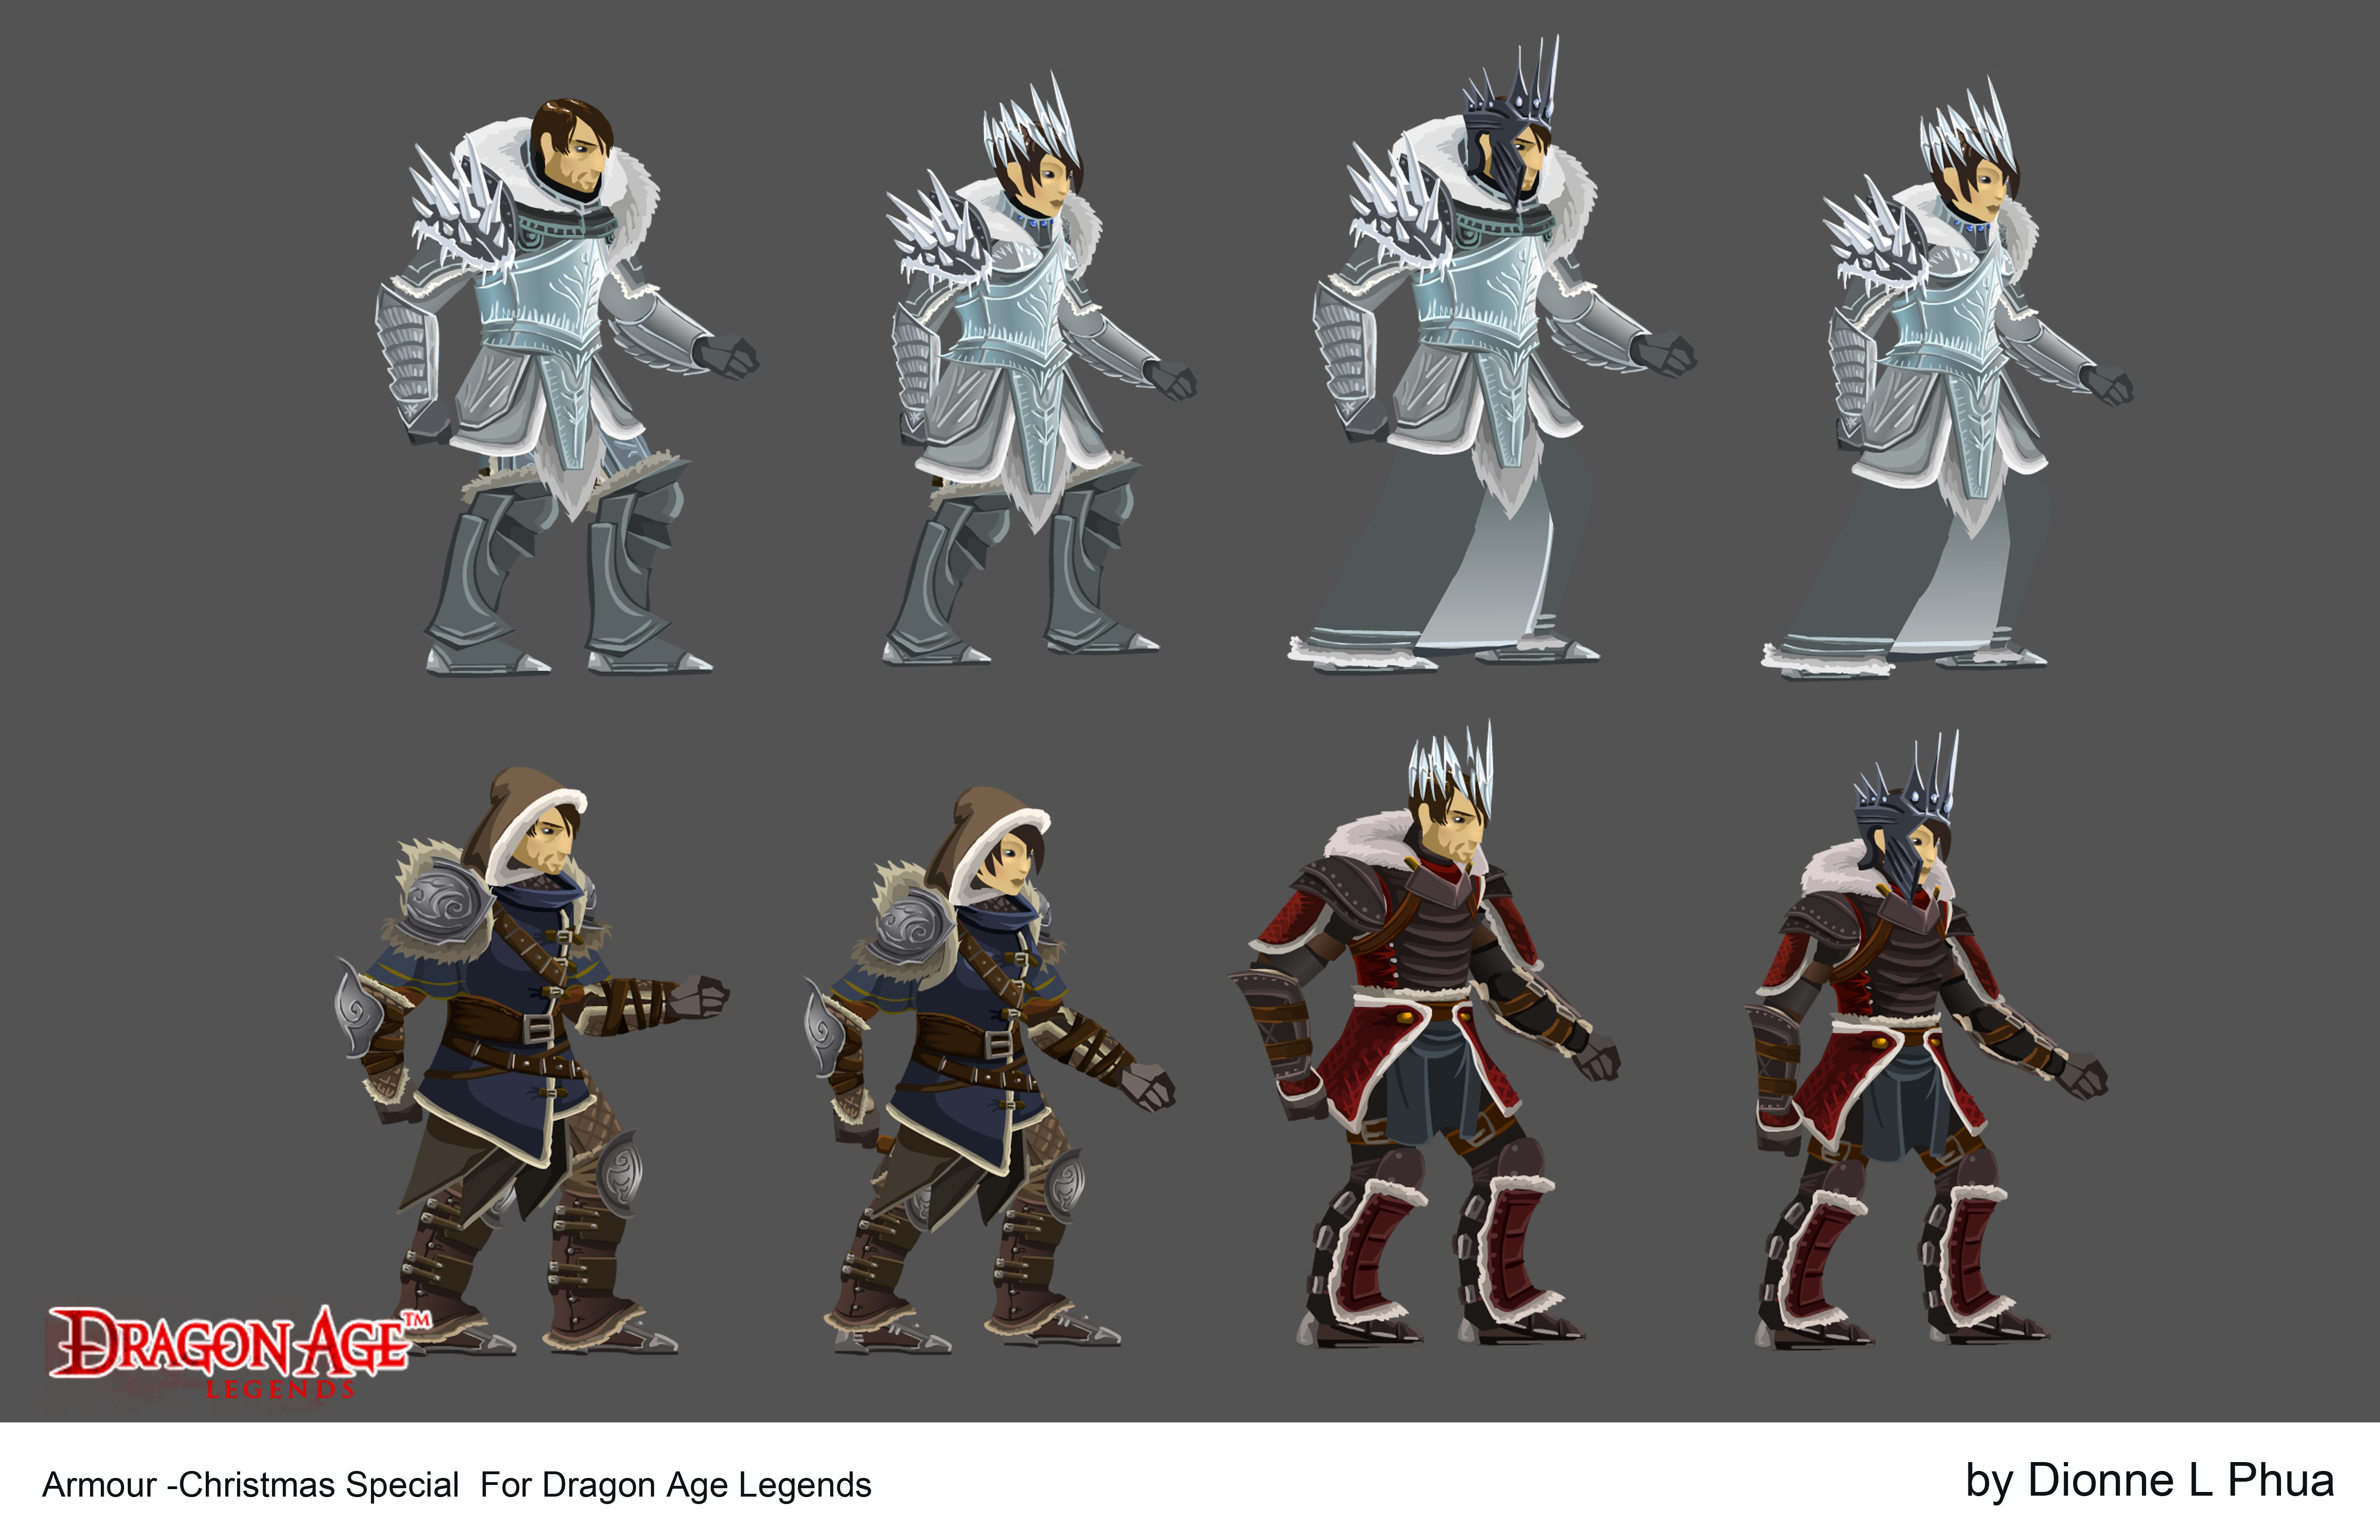 DRAGON AGE™
LEGENDS
Armour -Christmas Special  For Dragon Age Legends
by Dionne L Phua